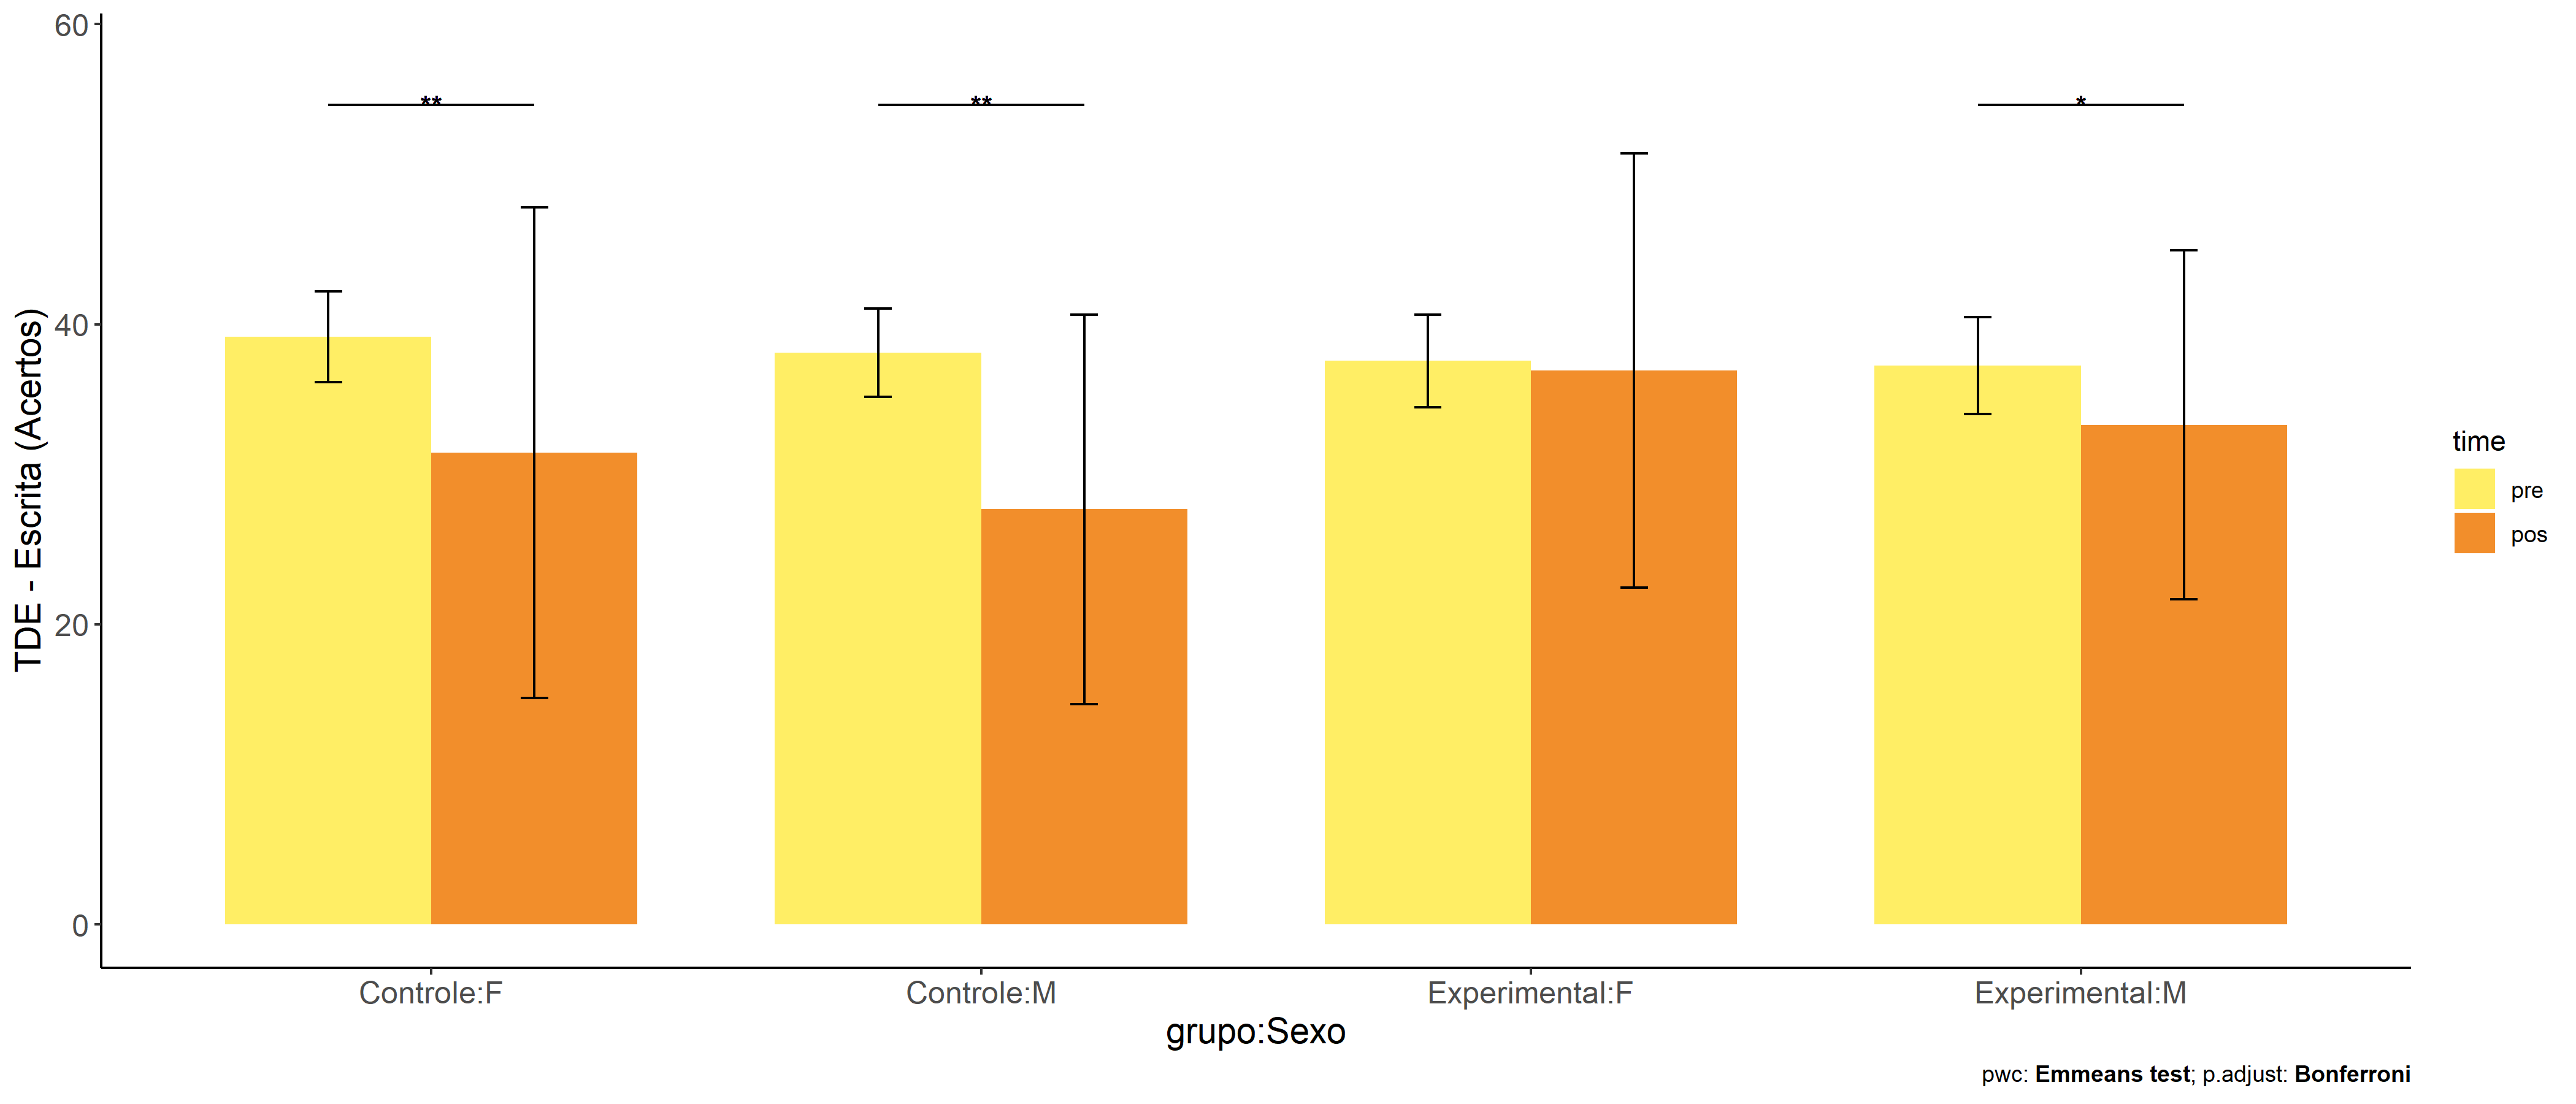 60
40
20
0
TDE - Escrita (Acertos)
**
**
*
Controle:F
Controle:M
Experimental:F
Experimental:M
grupo:Sexo
time
pre
pos
pwc: Emmeans test; p.adjust: Bonferroni